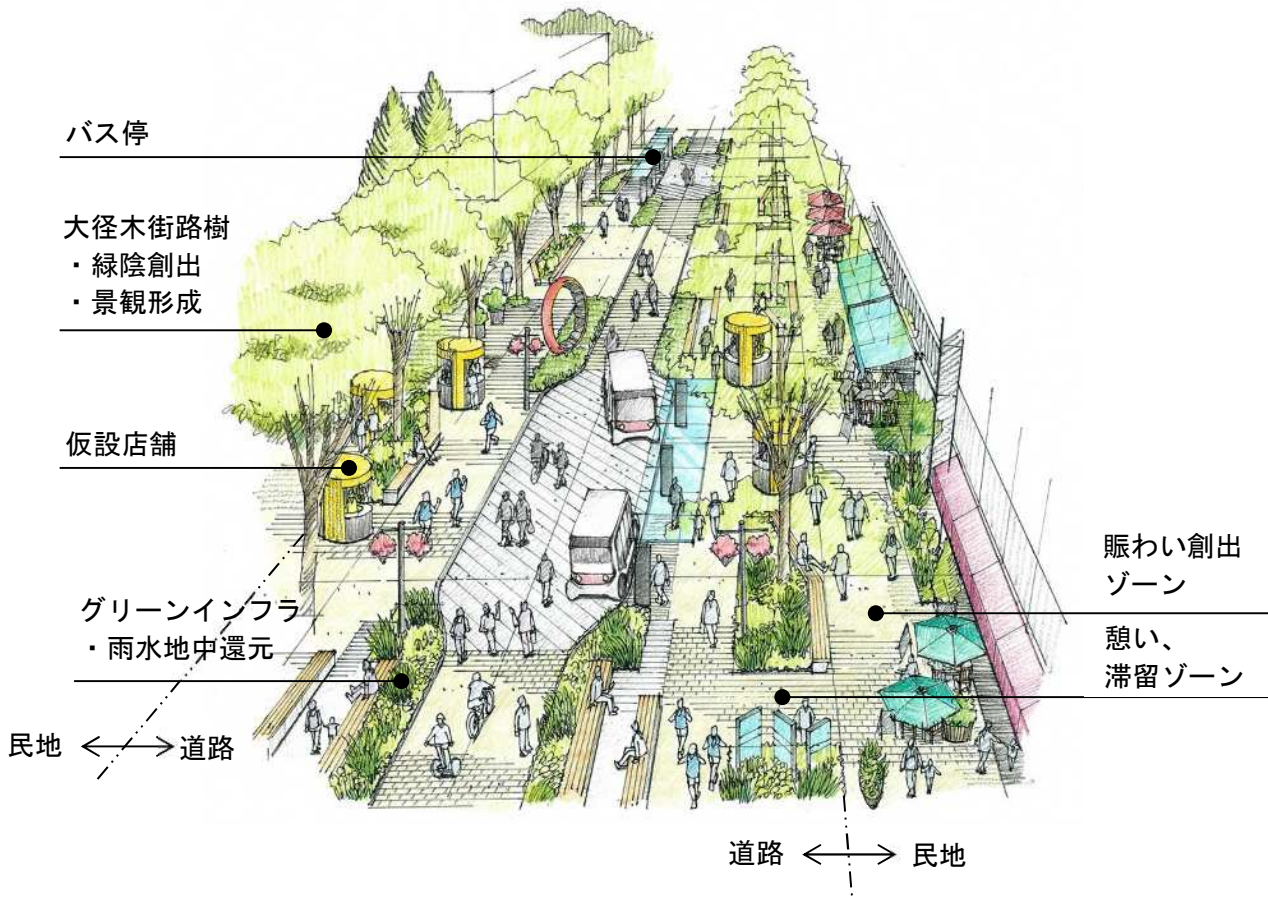 バス停
大径木街路樹
・緑陰創出
・景観形成
仮設店舗
グリーンインフラ
・雨水地中還元
民地
道路
賑わい創出
ゾーン
憩い、
滞留ゾーン
道路
民地